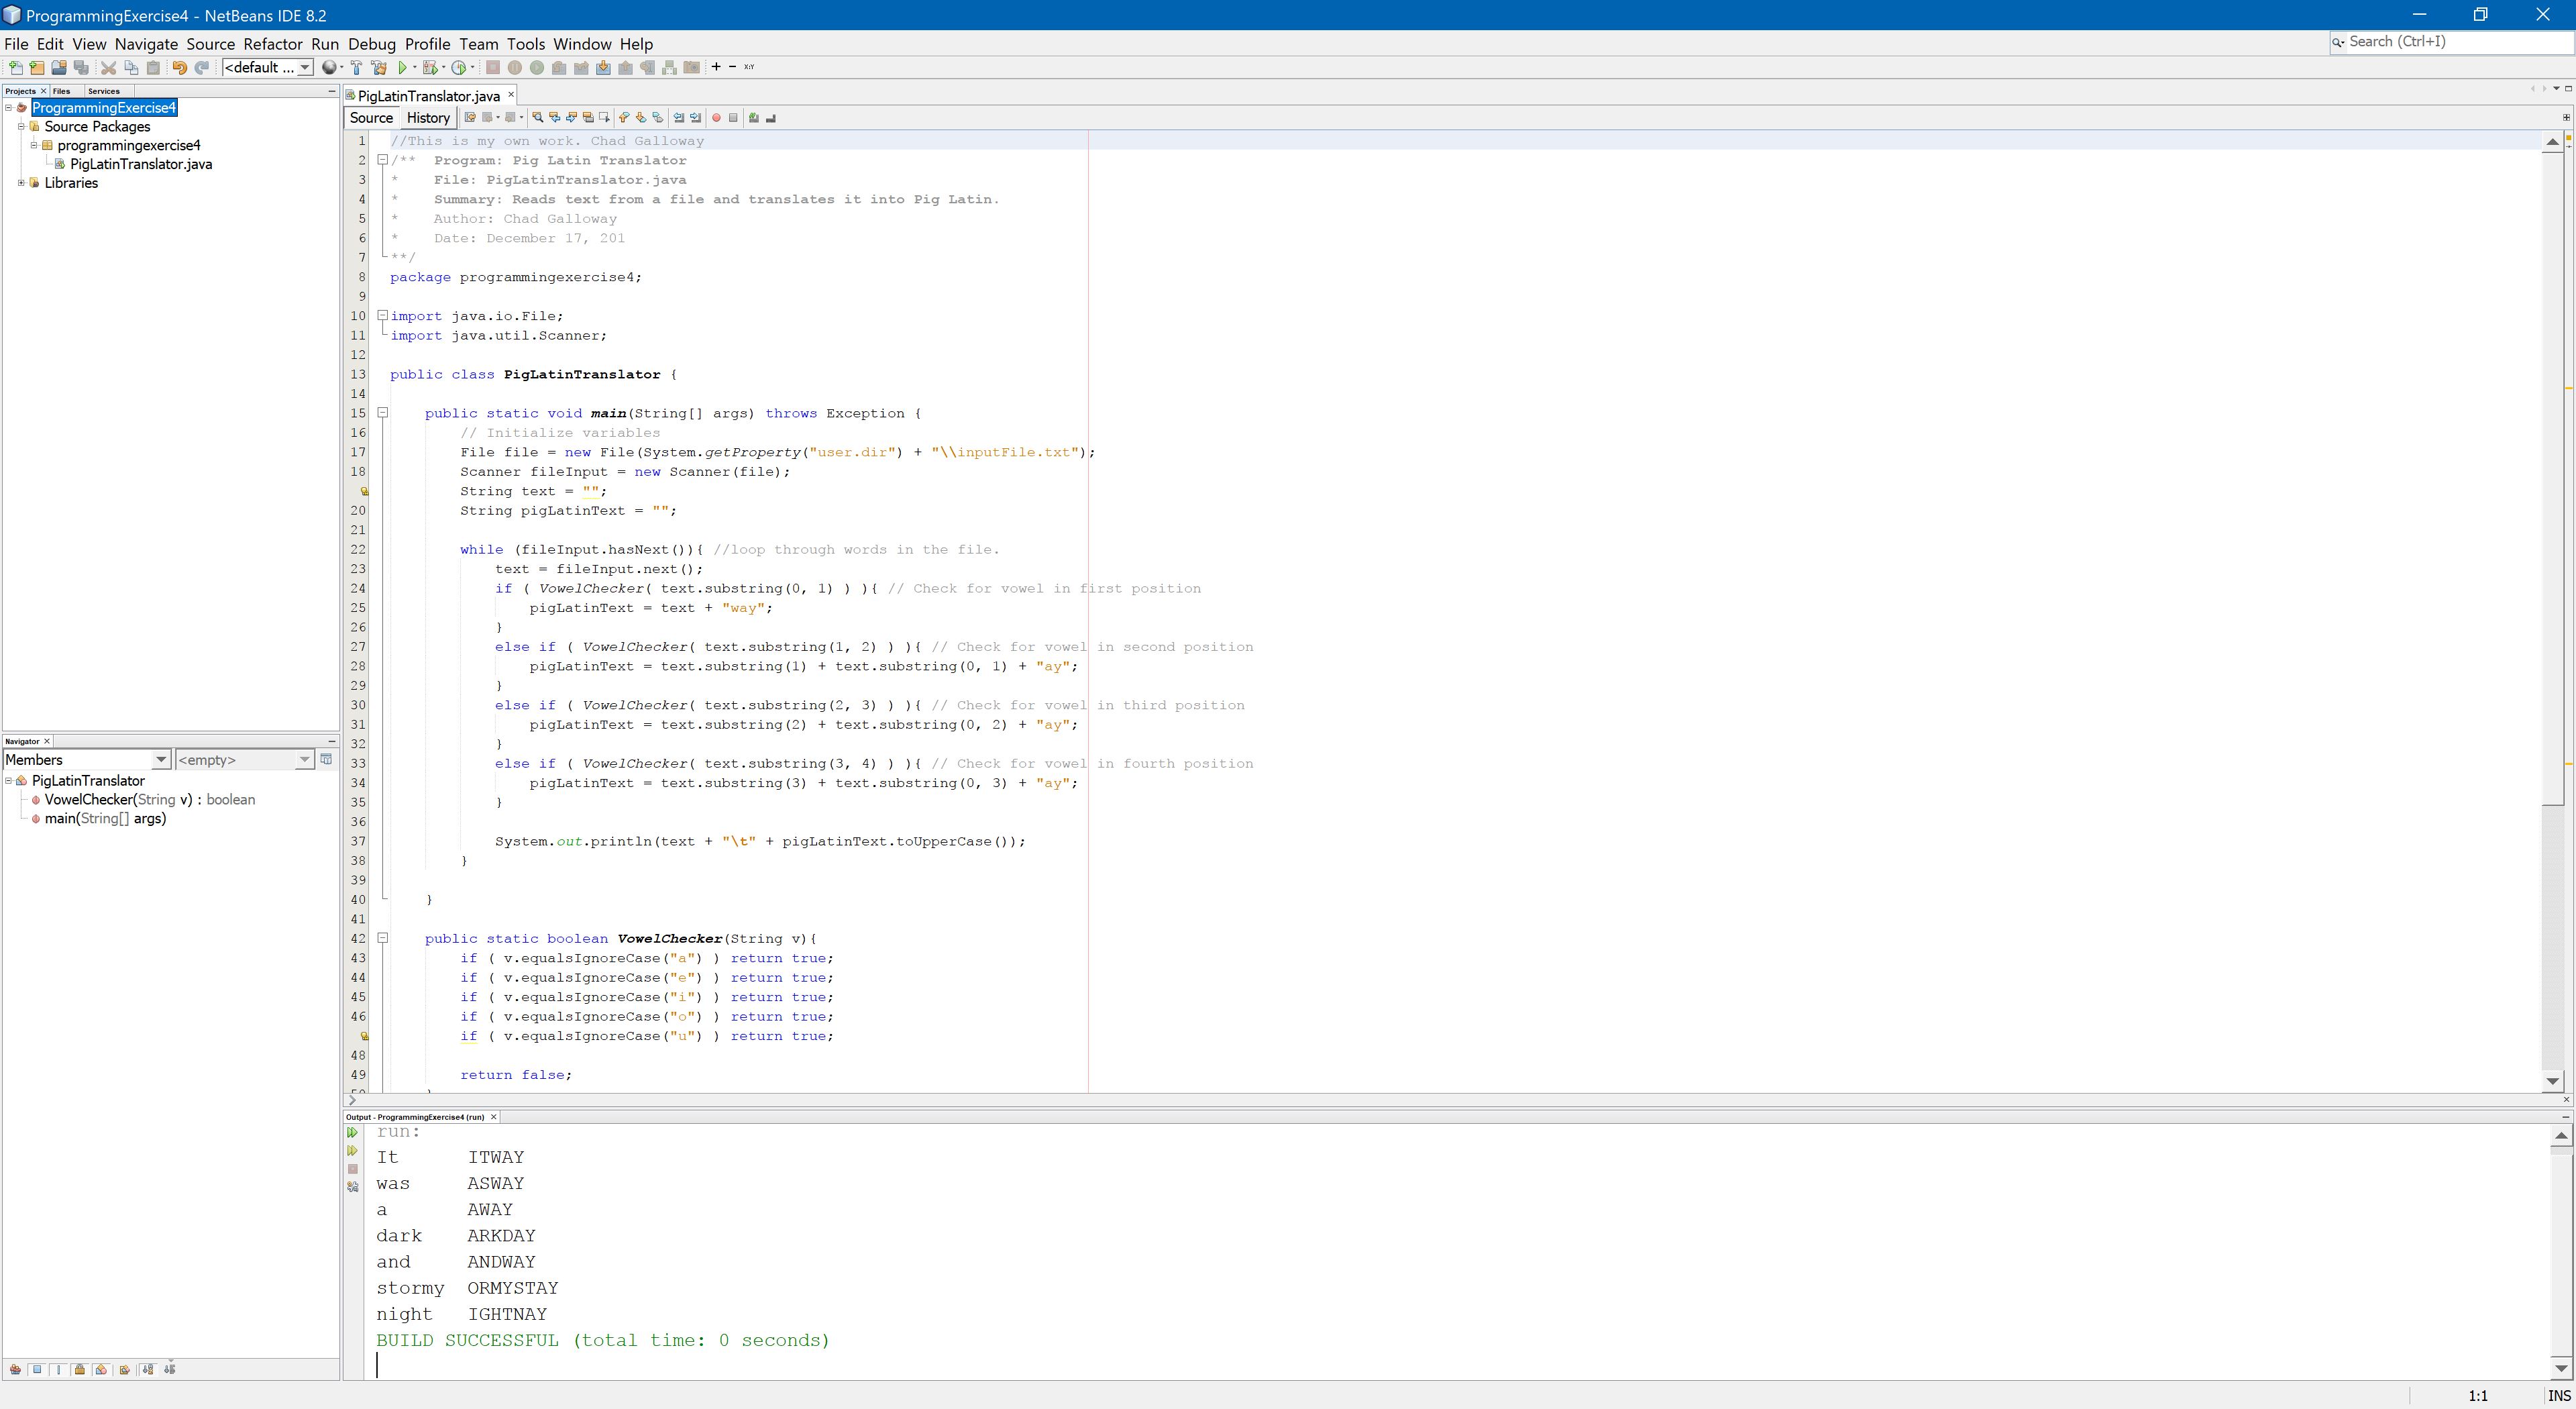 ProgrammingExercise4 - NetBeans IDE 8.2
File Edit View Navigate Source Refactor Run Debug Profile Team Tools Window Help
Search (Ctrl+I)
<default ...
Projects Files Services
ProgrammingExercise4
Source Packages
programmingexercise4
PigLatinTranslator.java
Libraries
Navigator
Members <empty>
PigLatinTranslator
VowelChecker(String v) : boolean
main(String[] args)
PigLatinTranslator.java
Source History
1 //This is my own work. Chad Galloway
2 /** Program: Pig Latin Translator
3 * File: PigLatinTranslator.java
4 * Summary: Reads text from a file and translates it into Pig Latin.
5 * Author: Chad Galloway
6 * Date: December 17, 201
7 **/
8 package programmingexercise4;
9
10 import java.io.File;
11 import java.util.Scanner;
12
13 public class PigLatinTranslator {
14
15 public static void main(String[] args) throws Exception {
16 // Initialize variables
17 File file = new File(System.getProperty("user.dir") + "\\inputFile.txt");
18 Scanner fileInput = new Scanner(file);
String text = "";
20 String pigLatinText = "";
21
22 while (fileInput.hasNext()){ //loop through words in the file.
23 text = fileInput.next();
24 if ( VowelChecker( text.substring(0, 1) ) ){ // Check for vowel in first position
25 pigLatinText = text + "way";
26 }
27 else if ( VowelChecker( text.substring(1, 2) ) ){ // Check for vowel in second position
28 pigLatinText = text.substring(1) + text.substring(0, 1) + "ay";
29 }
30 else if ( VowelChecker( text.substring(2, 3) ) ){ // Check for vowel in third position
31 pigLatinText = text.substring(2) + text.substring(0, 2) + "ay";
32 }
33 else if ( VowelChecker( text.substring(3, 4) ) ){ // Check for vowel in fourth position
34 pigLatinText = text.substring(3) + text.substring(0, 3) + "ay";
35 }
36
37 System.out.println(text + "\t" + pigLatinText.toUpperCase());
38 }
39
40 }
41
42 public static boolean VowelChecker(String v){
43 if ( v.equalsIgnoreCase("a") ) return true;
44 if ( v.equalsIgnoreCase("e") ) return true;
45 if ( v.equalsIgnoreCase("i") ) return true;
46 if ( v.equalsIgnoreCase("o") ) return true;
if ( v.equalsIgnoreCase("u") ) return true;
48
49 return false;
Output - ProgrammingExercise4 (run)
run:
It ITWAY
was ASWAY
a AWAY
dark ARKDAY
and ANDWAY
stormy ORMYSTAY
night IGHTNAY
BUILD SUCCESSFUL (total time: 0 seconds)
1:1 INS